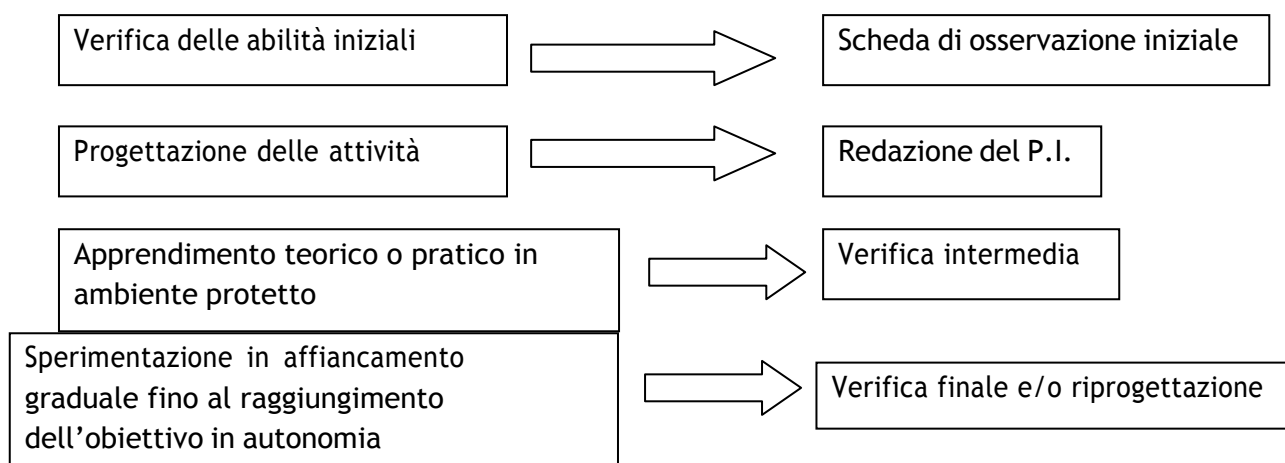 Verifica delle abilità iniziali
Scheda di osservazione iniziale
Progettazione delle attività
Redazione del P.I.
Apprendimento teorico o pratico in
ambiente protetto
Verifica intermedia
Sperimentazione in affiancamento
graduale fino al raggiungimento
dell’obiettivo in autonomia
Verifica finale e/o riprogettazione